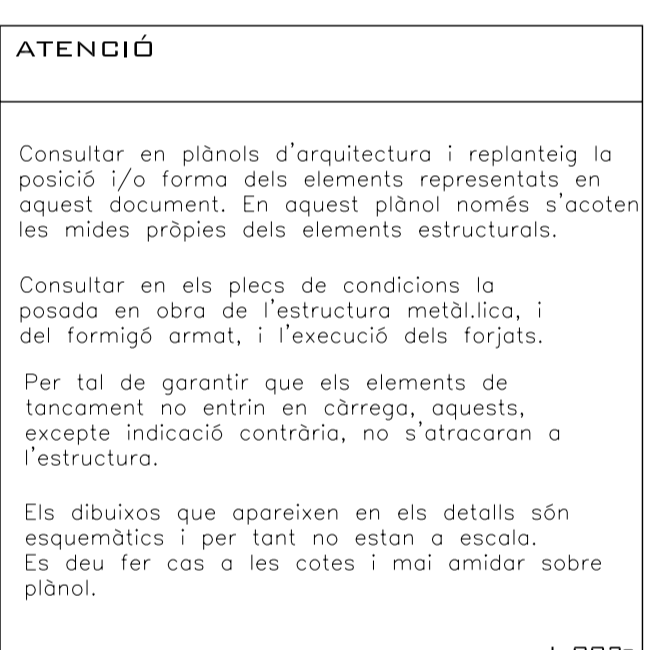 ATENCIÓ
Consultar en plànols d'arquitectura i replanteig la
posició i/o forma dels elements representats en
aquest document. En aquest plànol només s'acoten
les mides pròpies dels elements estructurals.
Consultar en els plecs de condicions la
posada en obra de l'estructura metàl.lica, i
del formigó armat, i l'execució dels forjats.
Per tal de garantir que els elements de
tancament no entrin en càrrega, aquests,
excepte indicació contrària, no s'atracaran a
l'estructura.
Els dibuixos que apareixen en els detalls són
esquemàtics i per tant no estan a escala.
Es deu fer cas a les cotes i mai amidar sobre
plànol.